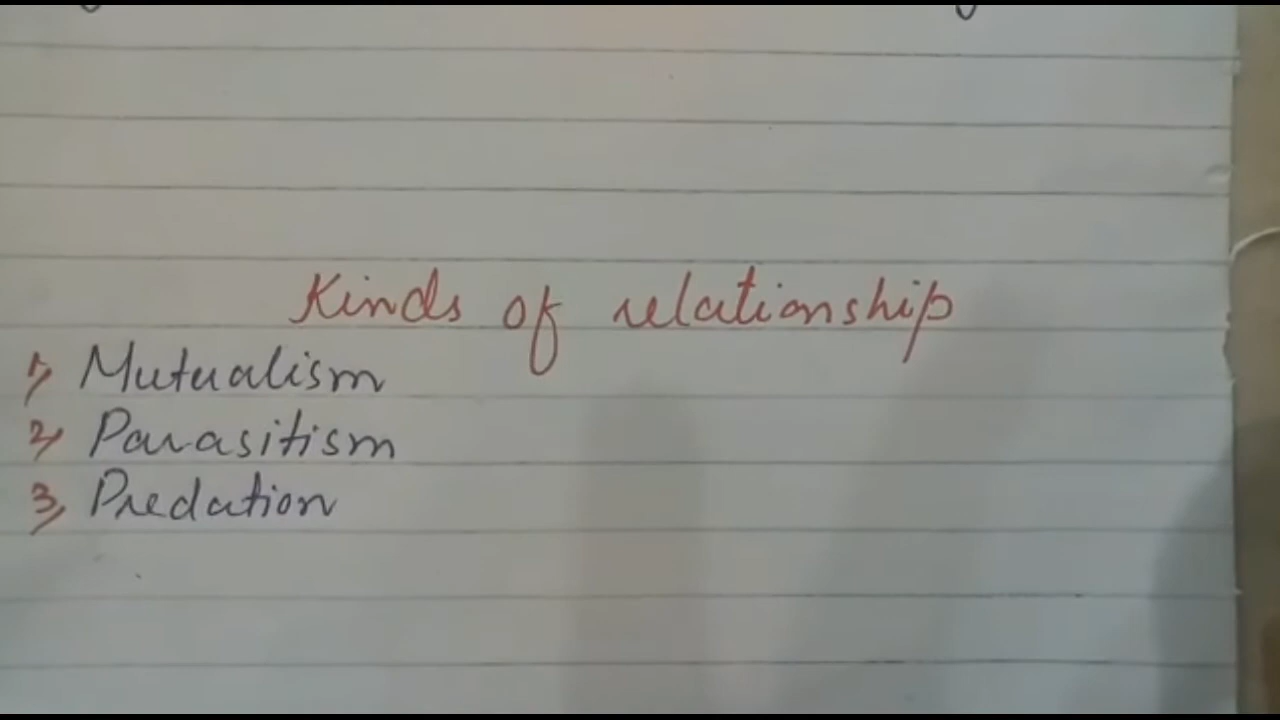 Kinds of relationship
1, Mutualism
2, Parasitism
3, Predation